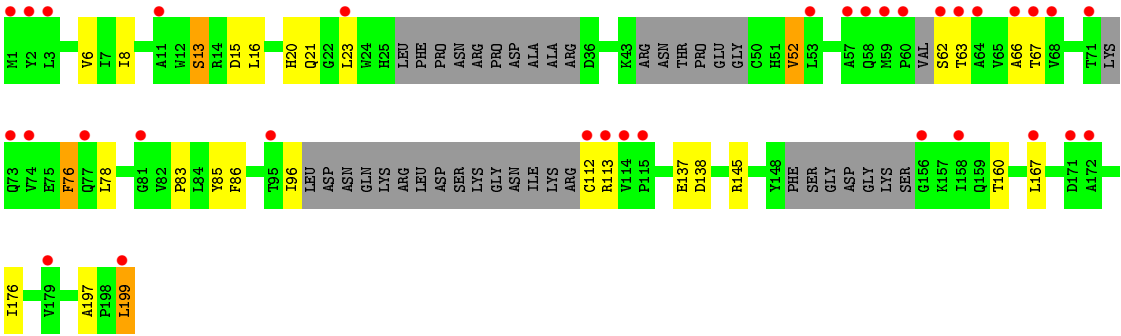 M1 Y2 L3 V6 I7 I8 A11 W12 S13 R14 D15 L16 H20 Q21 G22 L23 W24 H25 LEU PHE PRO ASN ARG PRO ASP ALA ALA ARG D36 K43 ARG ASN THR PRO GLU GLY C50 H51 V52 L53 A57 Q58 M59 P60 VAL S62 T63 A64 V65 A66 T67 V68 T71 LYS
Q73 V74 E75 F76 Q77 L78 G81 V82 P83 L84 Y85 F86 T95 I96 LEU ASP ASN GLN LYS ARG LEU ASP SER LYS GLY ASN ILE LYS ARG C112 R113 V114 P115 E137 D138 R145 Y148 PHE SER GLY ASP GLY LYS SER G156 K157 I158 Q159 T160 L167 D171 A172
I176 V179 A197 P198 L199